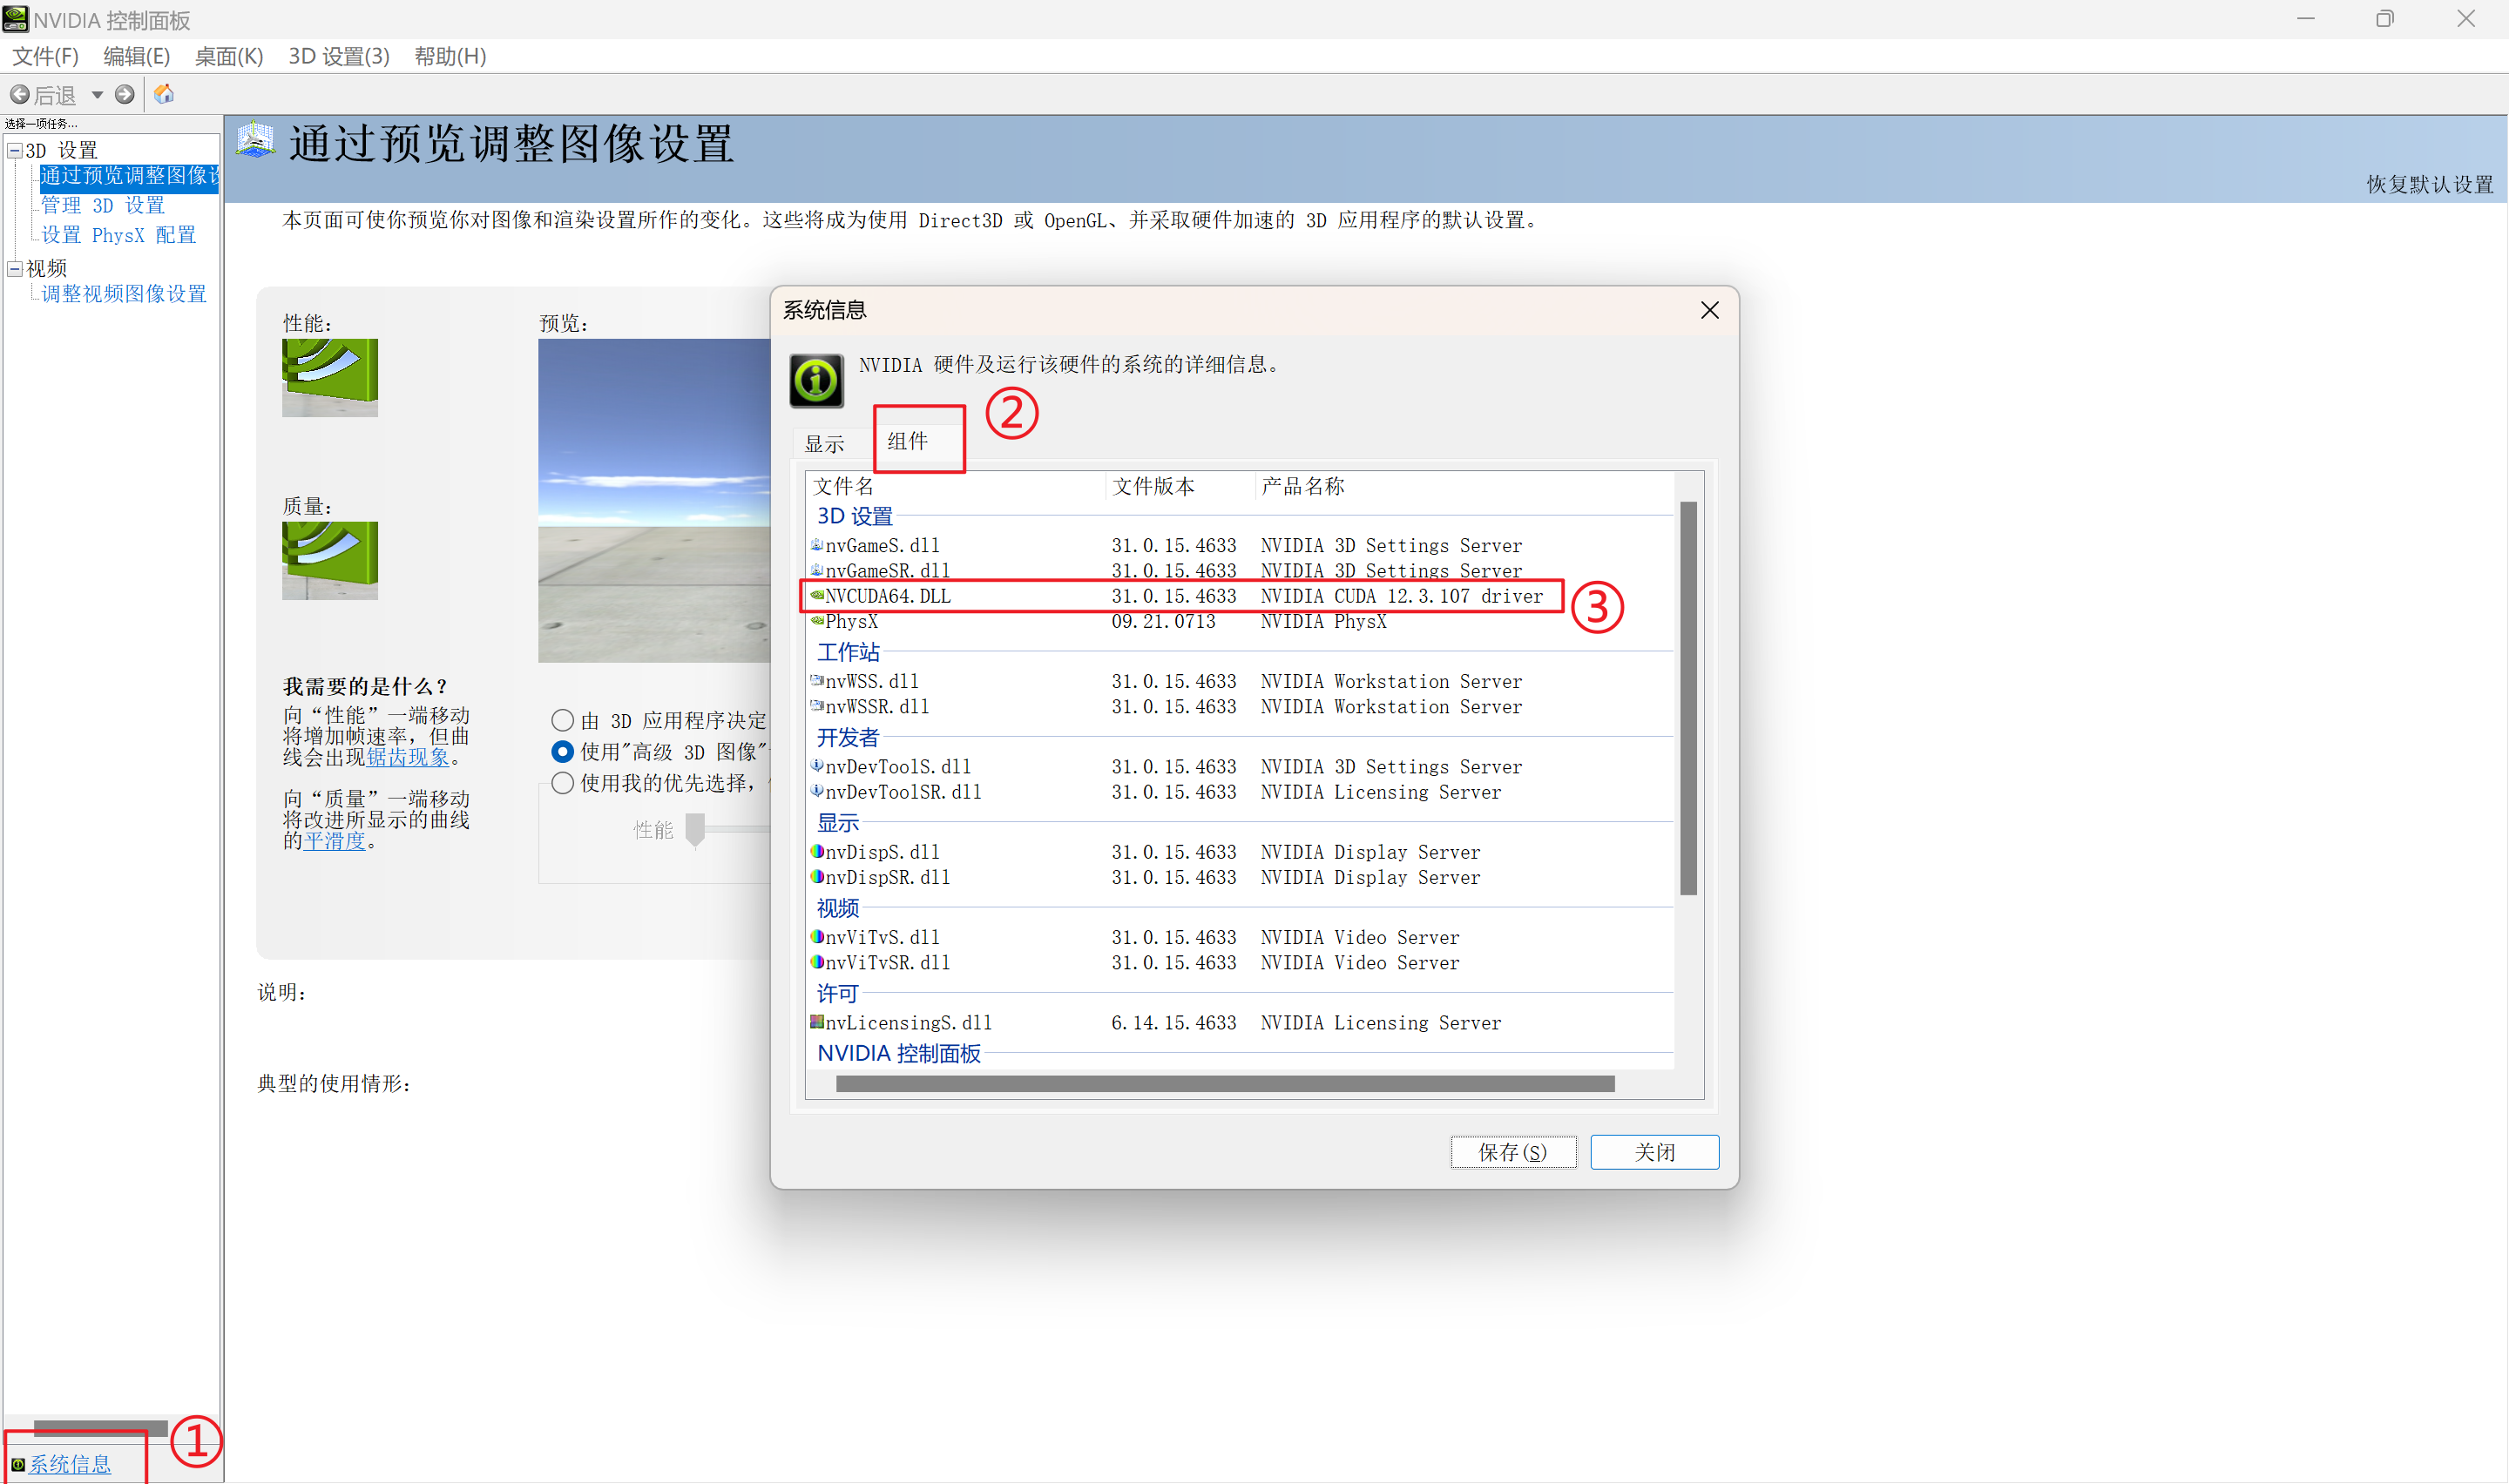 NVIDIA 控制面板
文件(F) 编辑(E) 桌面(K) 3D 设置(3) 帮助(H)
后退
选择一项任务...
3D 设置
通过预览调整图像设
管理 3D 设置
设置 PhysX 配置
视频
调整视频图像设置
通过预览调整图像设置
恢复默认设置
本页面可使你预览你对图像和渲染设置所作的变化。这些将成为使用 Direct3D 或 OpenGL、并采取硬件加速的 3D 应用程序的默认设置。
性能：
质量：
预览：
我需要的是什么？
向“性能”一端移动
将增加帧速率，但曲
线会出现锯齿现象。
向“质量”一端移动
将改进所显示的曲线
的平滑度。
由 3D 应用程序决定
使用"高级 3D 图像"
使用我的优先选择，
性能
说明：
典型的使用情形：
系统信息
NVIDIA 硬件及运行该硬件的系统的详细信息。
显示 组件 ②
文件名 文件版本 产品名称
3D 设置
nvGameS.dll 31.0.15.4633 NVIDIA 3D Settings Server
nvGameSR.dll 31.0.15.4633 NVIDIA 3D Settings Server
NVCUDA64.DLL 31.0.15.4633 NVIDIA CUDA 12.3.107 driver ③
PhysX 09.21.0713 NVIDIA PhysX
工作站
nvWSS.dll 31.0.15.4633 NVIDIA Workstation Server
nvWSSR.dll 31.0.15.4633 NVIDIA Workstation Server
开发者
nvDevToolS.dll 31.0.15.4633 NVIDIA 3D Settings Server
nvDevToolSR.dll 31.0.15.4633 NVIDIA Licensing Server
显示
nvDispS.dll 31.0.15.4633 NVIDIA Display Server
nvDispSR.dll 31.0.15.4633 NVIDIA Display Server
视频
nvViTvS.dll 31.0.15.4633 NVIDIA Video Server
nvViTvSR.dll 31.0.15.4633 NVIDIA Video Server
许可
nvLicensingS.dll 6.14.15.4633 NVIDIA Licensing Server
NVIDIA 控制面板
保存(S) 关闭
系统信息 ①